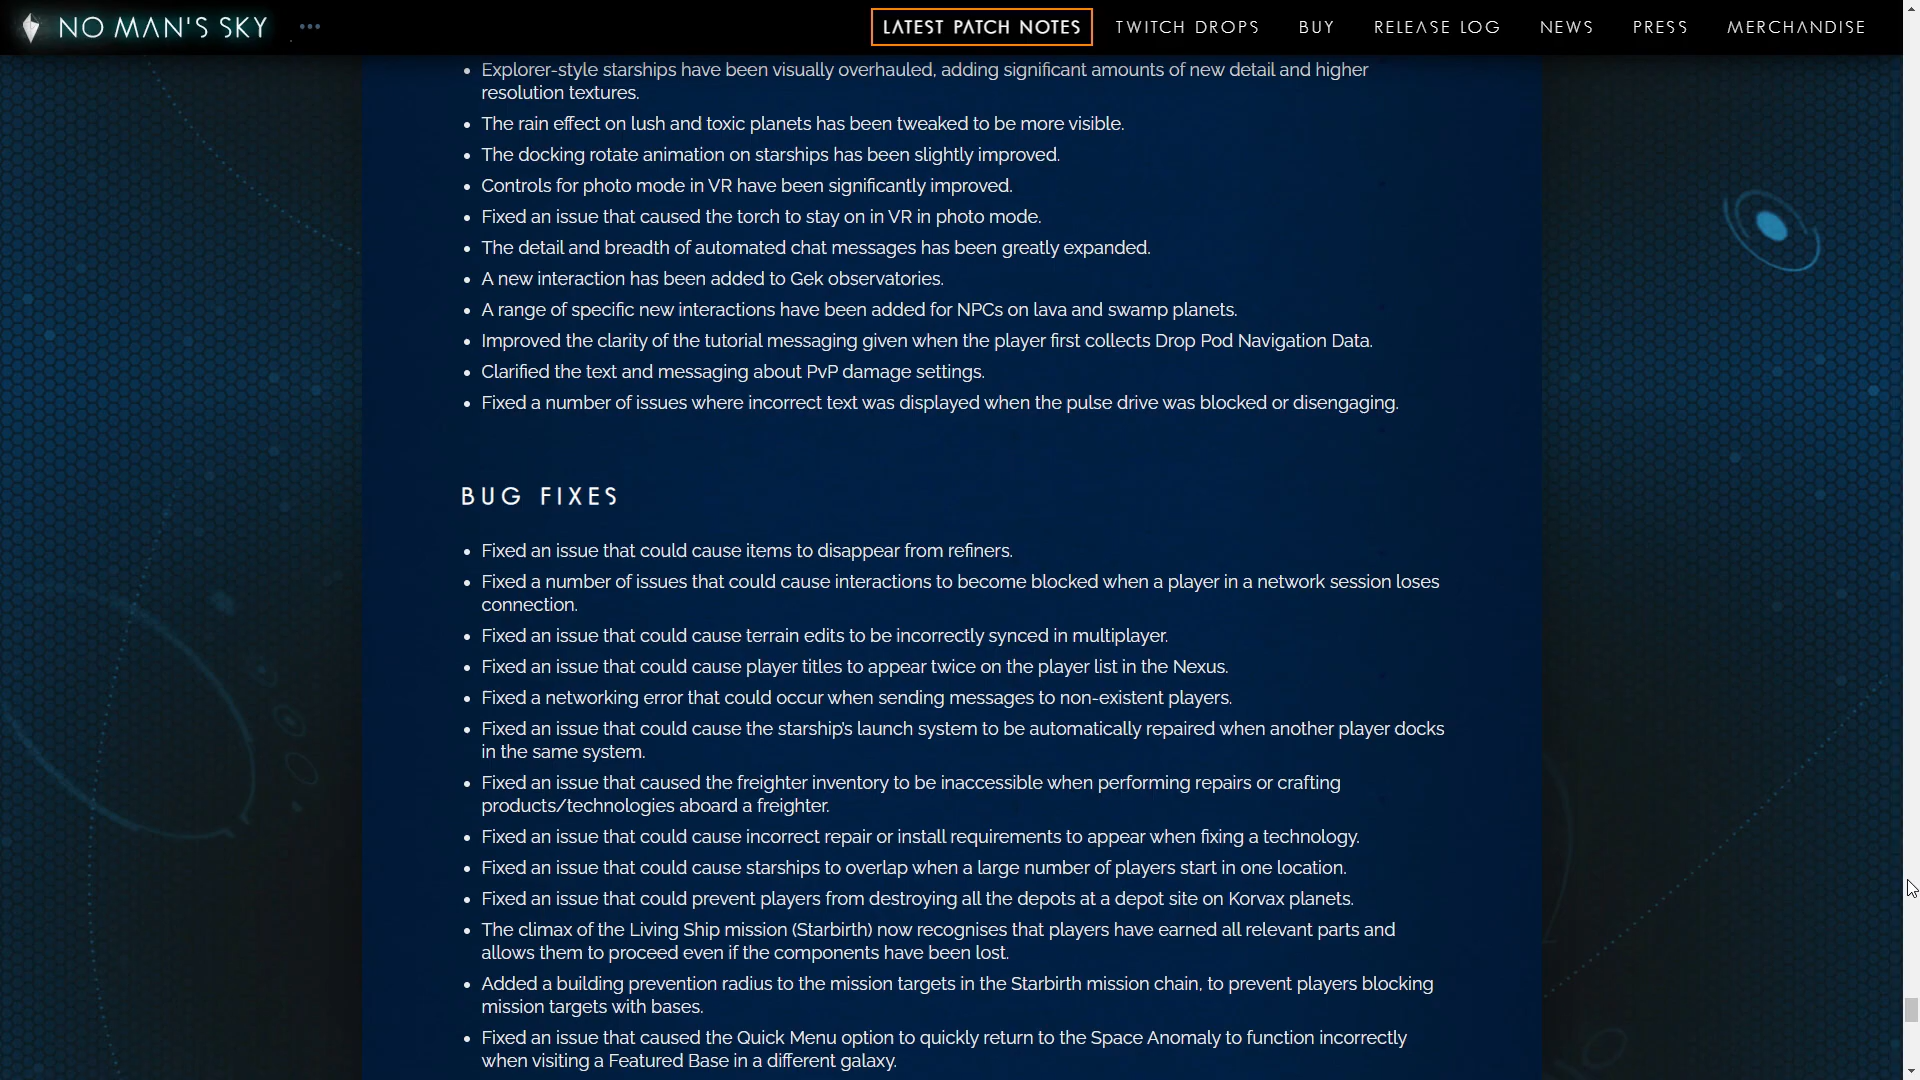 NO MAN'S SKY
LATEST PATCH NOTES
TWITCH DROPS
BUY
RELEASE LOG
NEWS
PRESS
MERCHANDISE
• Explorer-style starships have been visually overhauled, adding significant amounts of new detail and higher
resolution textures.
• The rain effect on lush and toxic planets has been tweaked to be more visible.
• The docking rotate animation on starships has been slightly improved.
• Controls for photo mode in VR have been significantly improved.
• Fixed an issue that caused the torch to stay on in VR in photo mode.
• The detail and breadth of automated chat messages has been greatly expanded.
• A new interaction has been added to Gek observatories.
• A range of specific new interactions have been added for NPCs on lava and swamp planets.
• Improved the clarity of the tutorial messaging given when the player first collects Drop Pod Navigation Data.
• Clarified the text and messaging about PvP damage settings.
• Fixed a number of issues where incorrect text was displayed when the pulse drive was blocked or disengaging.
BUG FIXES
• Fixed an issue that could cause items to disappear from refiners.
• Fixed a number of issues that could cause interactions to become blocked when a player in a network session loses
connection.
• Fixed an issue that could cause terrain edits to be incorrectly synced in multiplayer.
• Fixed an issue that could cause player titles to appear twice on the player list in the Nexus.
• Fixed a networking error that could occur when sending messages to non-existent players.
• Fixed an issue that could cause the starship's launch system to be automatically repaired when another player docks
in the same system.
• Fixed an issue that caused the freighter inventory to be inaccessible when performing repairs or crafting
products/technologies aboard a freighter.
• Fixed an issue that could cause incorrect repair or install requirements to appear when fixing a technology.
• Fixed an issue that could cause starships to overlap when a large number of players start in one location.
• Fixed an issue that could prevent players from destroying all the depots at a depot site on Korvax planets.
• The climax of the Living Ship mission (Starbirth) now recognises that players have earned all relevant parts and
allows them to proceed even if the components have been lost.
• Added a building prevention radius to the mission targets in the Starbirth mission chain, to prevent players blocking
mission targets with bases.
• Fixed an issue that caused the Quick Menu option to quickly return to the Space Anomaly to function incorrectly
when visiting a Featured Base in a different galaxy.